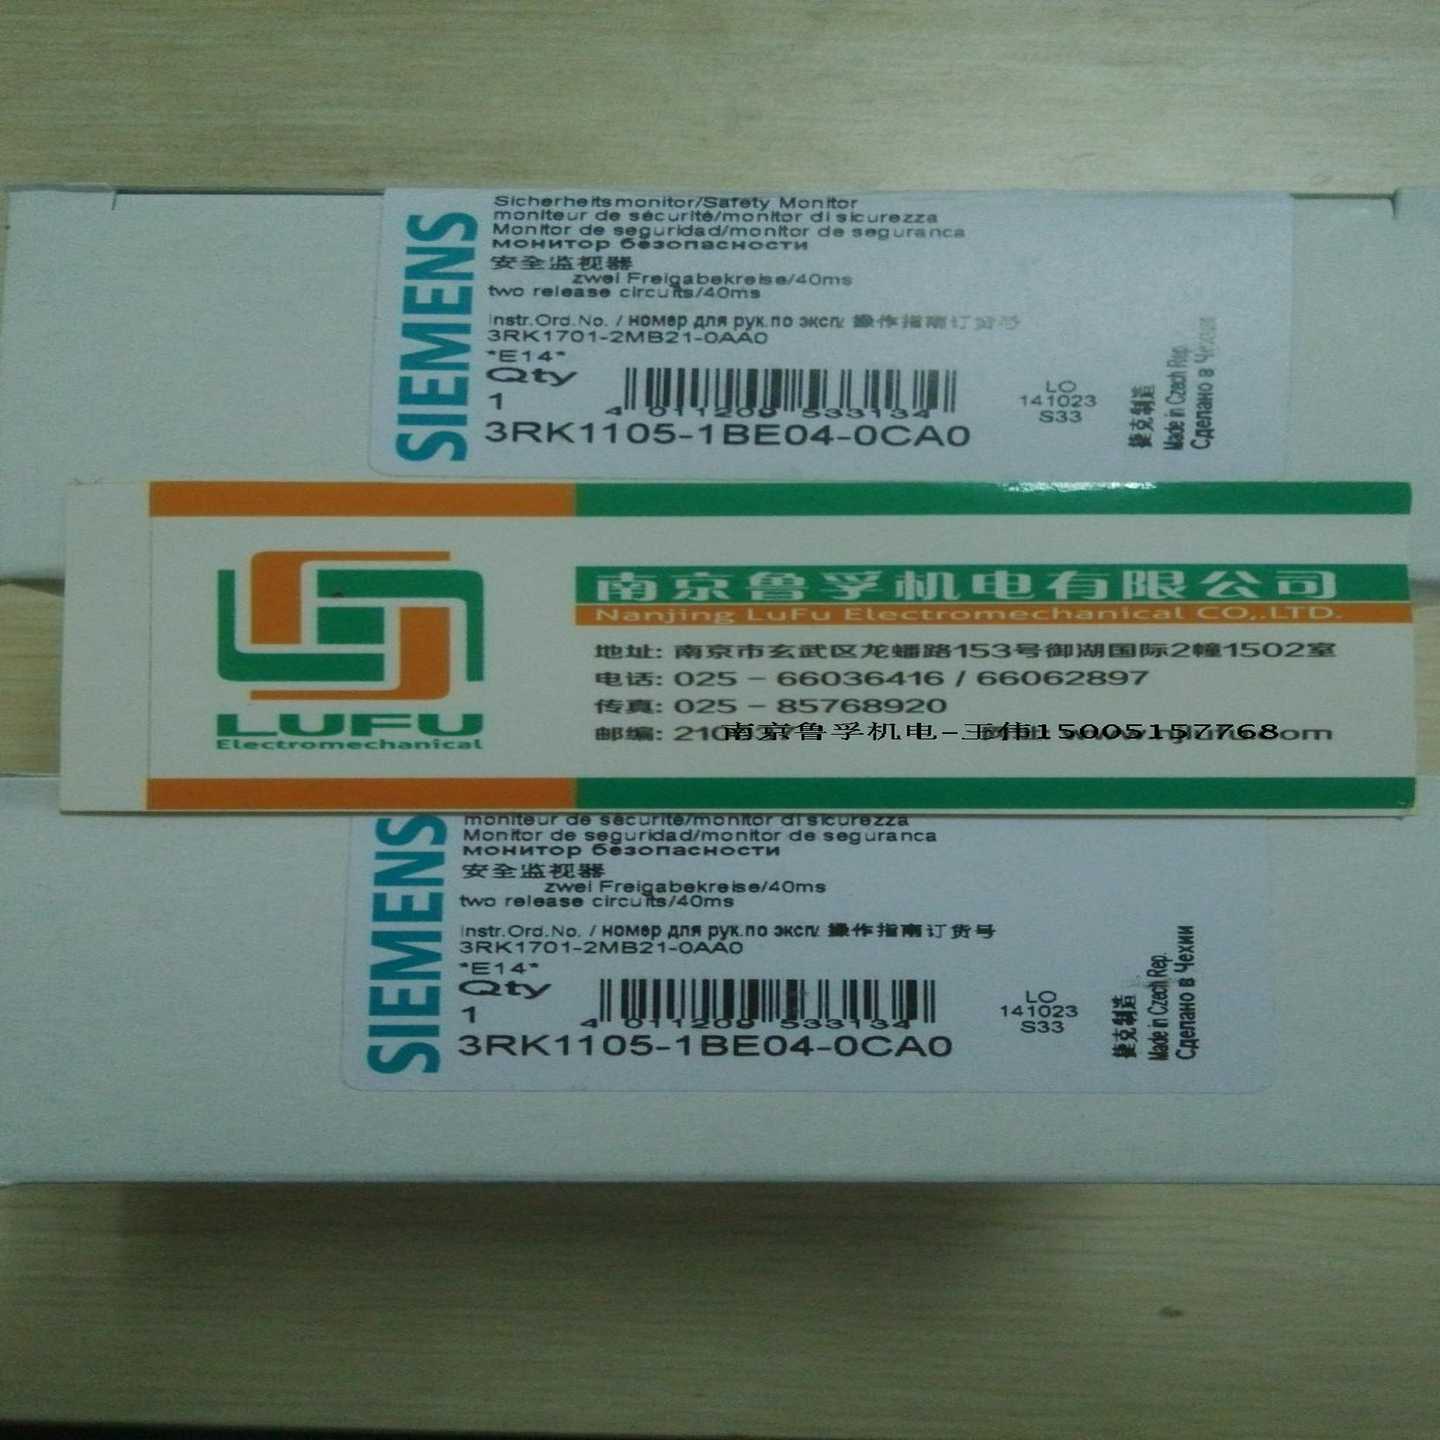 SIEMENS
Sicherheitsmonitor/Safety Monitor
moniteur de sécurité/monitor di sicurezza
Monitor de seguridad/monitor de seguranca
монитор безопасности
安全监视器
zwei Freigabekreise/40ms
two release circuits/40ms
Instr.Ord.No. / номер для рук.по эксп. 操作指南订货号
3RK1701-2MB21-0AA0
*E14*
Qty
1
4 011209 533134
3RK1105-1BE04-0CA0
LO
141023
S33
捷克制造
Made in Czech Rep.
Сделано в Чехии
LUFU
Electromechanical
南京鲁孚机电有限公司
Nanjing LuFu Electromechanical CO,.LTD.
地址: 南京市玄武区龙蟠路153号御湖国际2幢1502室
电话: 025 - 66036416 / 66062897
传真: 025 - 85768920
邮编: 210
南京鲁孚机电-王伟15005157768
SIEMENS
moniteur de sécurité/monitor di sicurezza
Monitor de seguridad/monitor de seguranca
монитор безопасности
安全监视器
zwei Freigabekreise/40ms
two release circuits/40ms
Instr.Ord.No. / номер для рук.по эксп. 操作指南订货号
3RK1701-2MB21-0AA0
*E14*
Qty
1
4 011209 533134
3RK1105-1BE04-0CA0
LO
141023
S33
捷克制造
Made in Czech Rep.
Сделано в Чехии